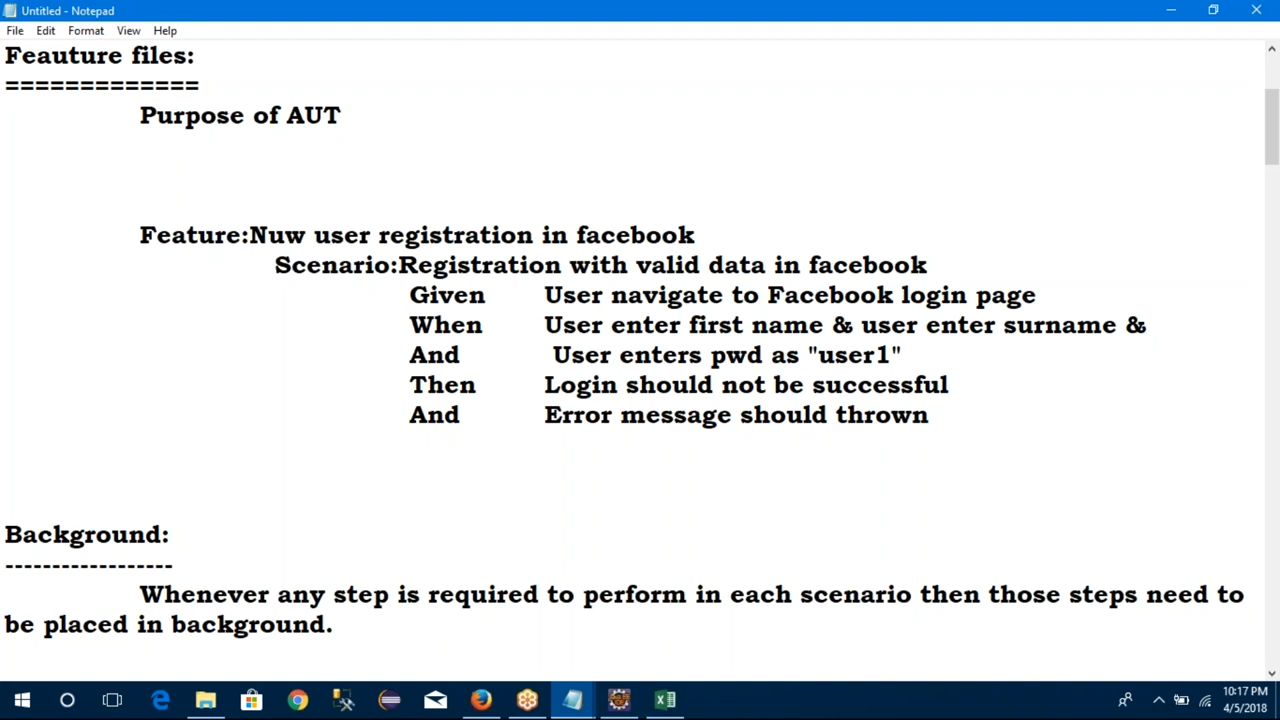 Untitled - Notepad
File Edit Format View Help
Feauture files:
=============
Purpose of AUT
Feature:Nuw user registration in facebook
Scenario:Registration with valid data in facebook
Given User navigate to Facebook login page
When User enter first name & user enter surname &
And User enters pwd as "user1"
Then Login should not be successful
And Error message should thrown
Background:
-----------------
Whenever any step is required to perform in each scenario then those steps need to
be placed in background.
10:17 PM
4/5/2018